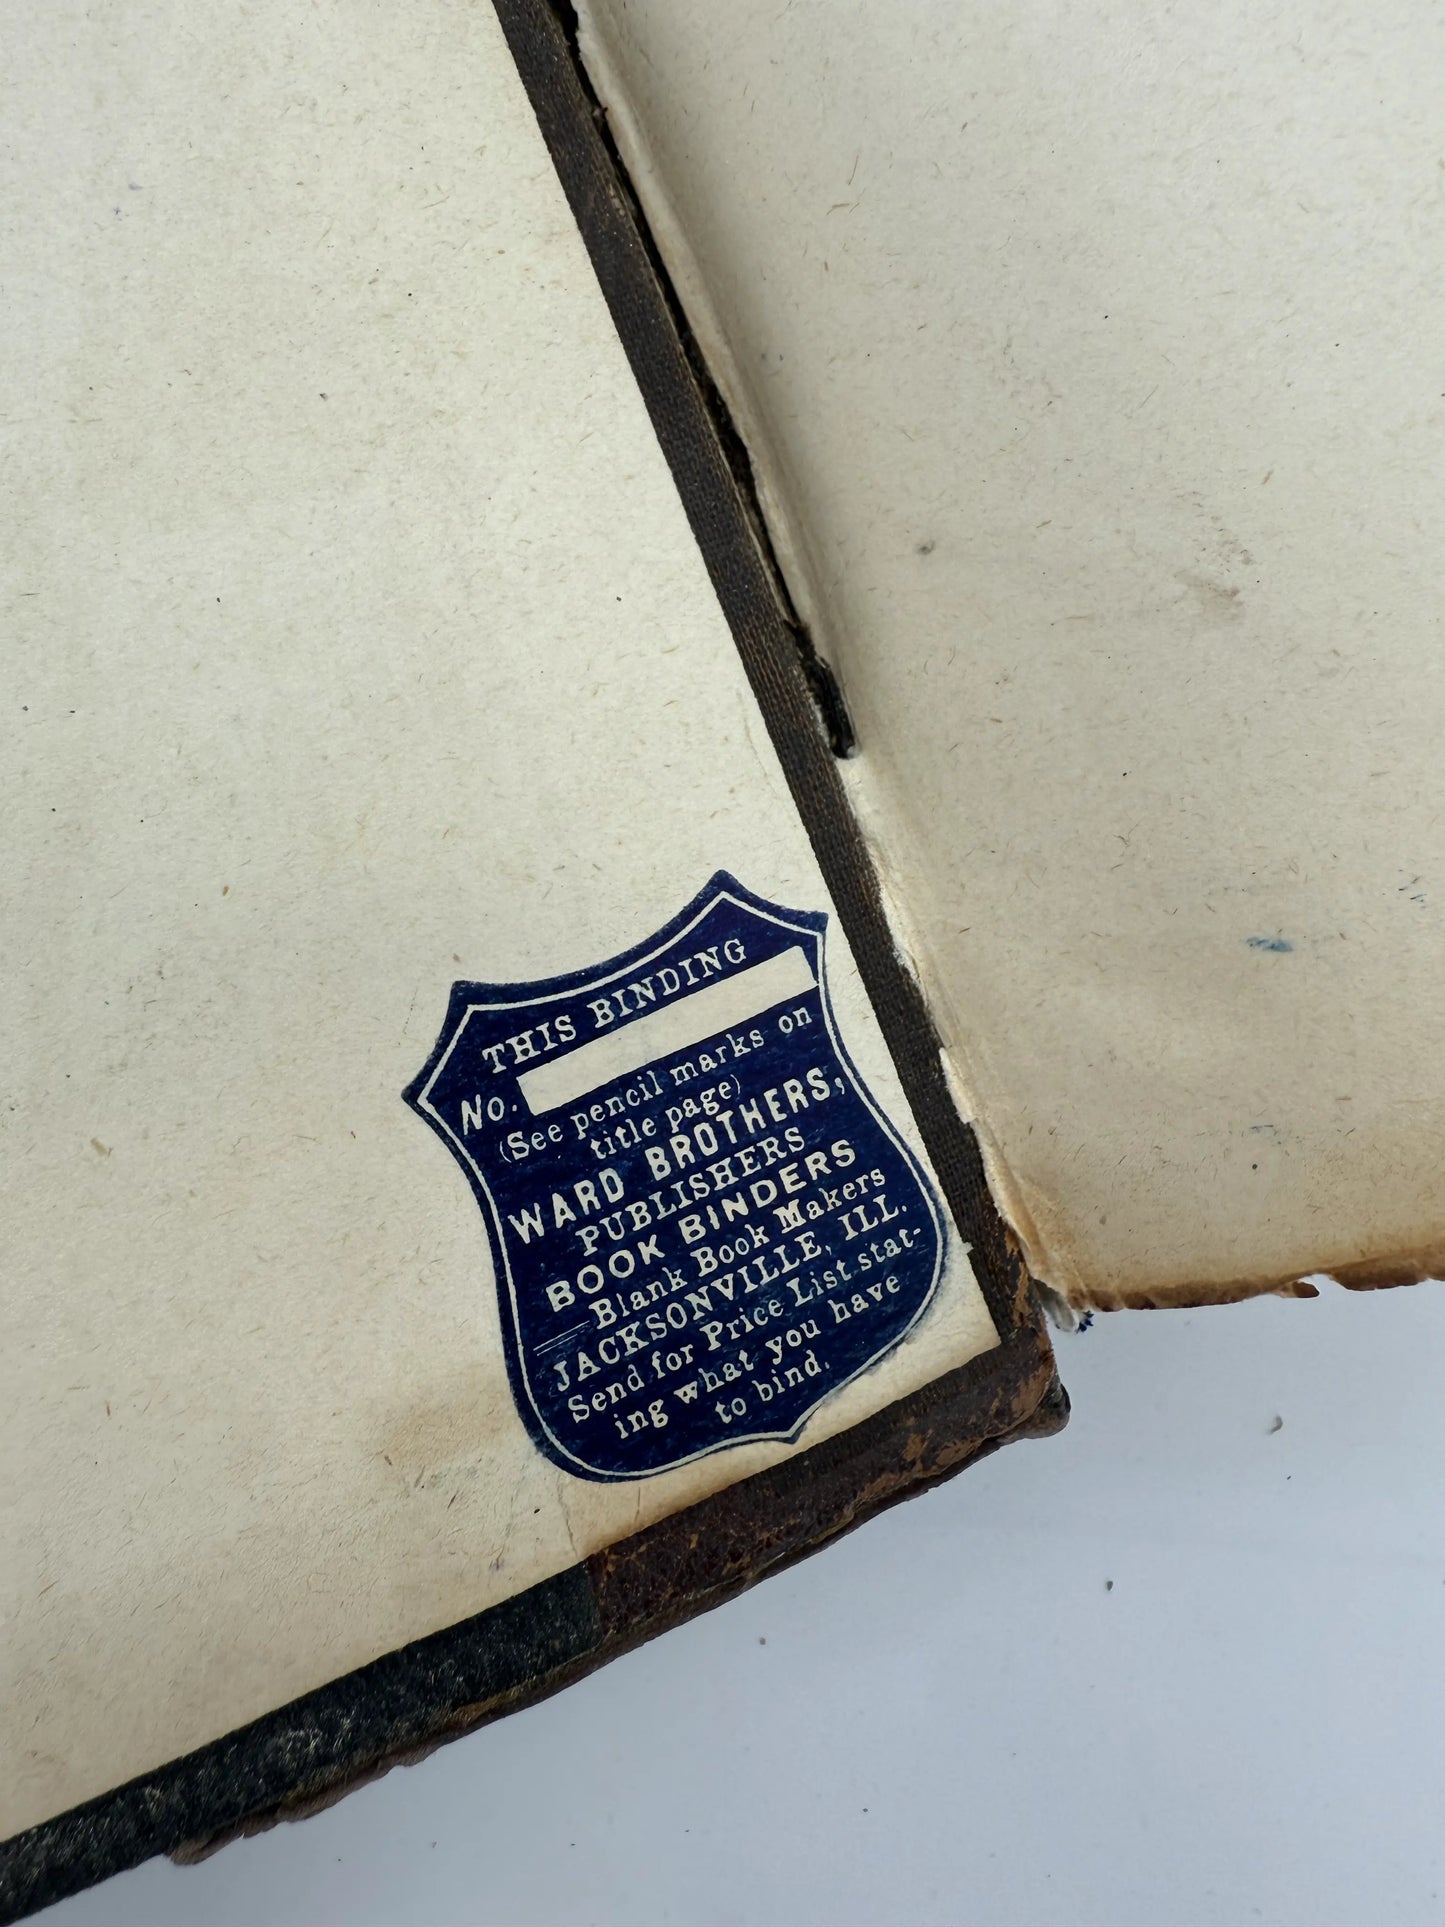 THIS BINDING
No.
(See pencil marks on
title page)
WARD BROTHERS,
PUBLISHERS
BOOK BINDERS
Blank Book Makers
JACKSONVILLE, ILL.
Send for Price List stat-
ing what you have
to bind.